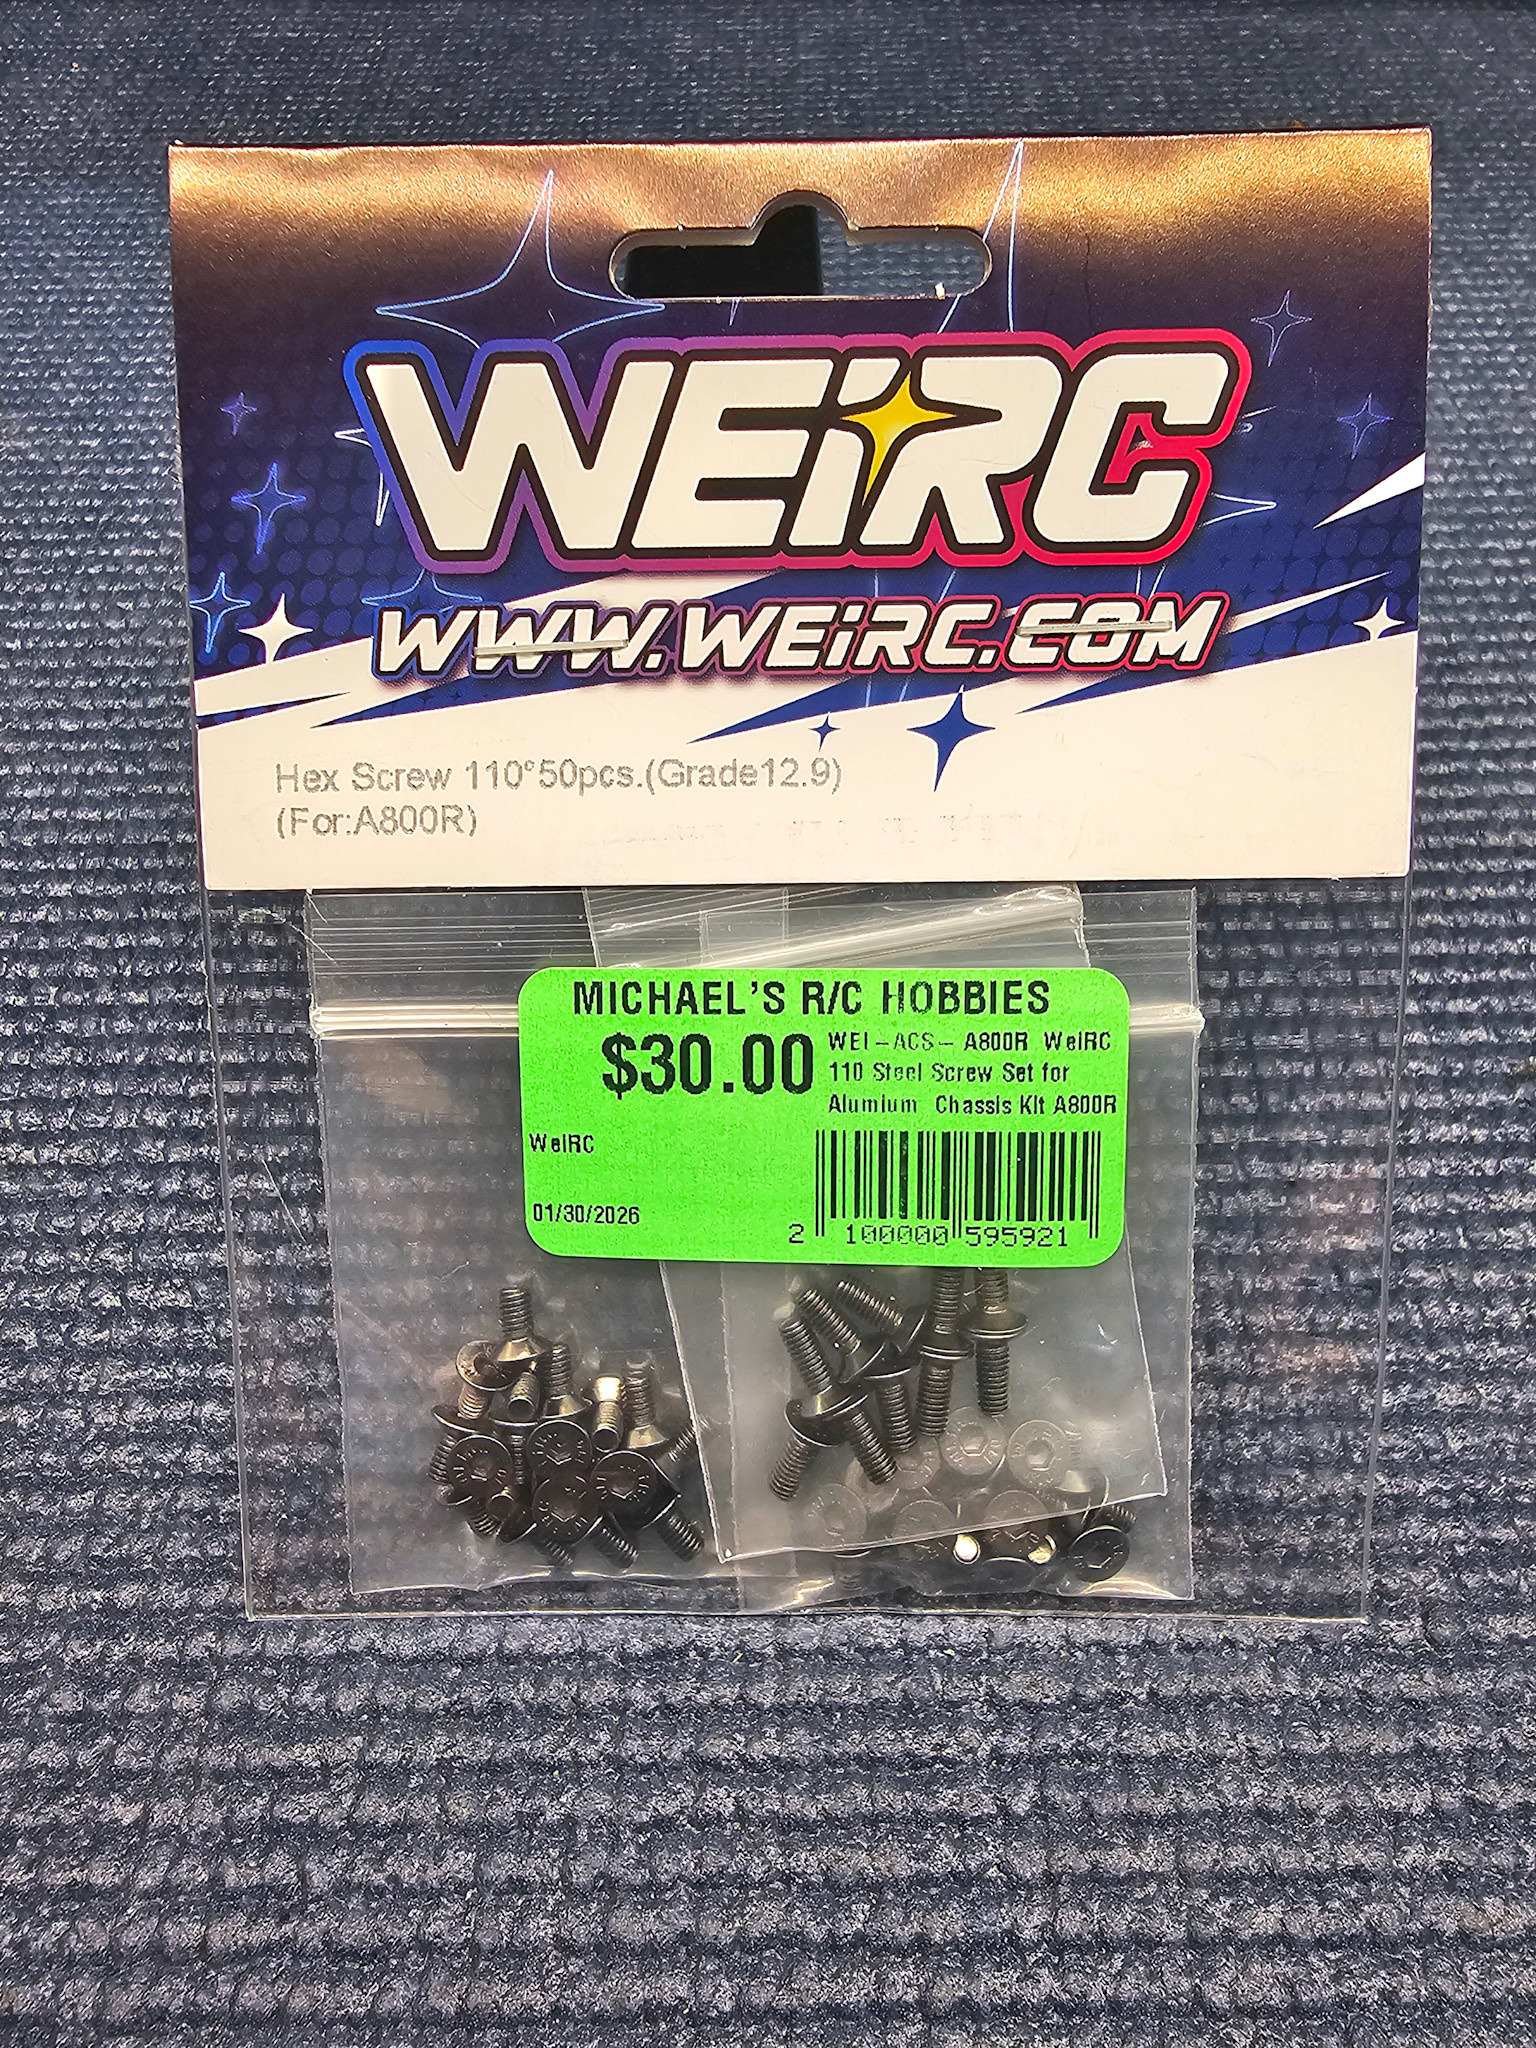 WEiRC
WWW.WEiRC.COM
Hex Screw 110°50pcs.(Grade12.9)
(For:A800R)
MICHAEL'S R/C HOBBIES
$30.00
WEI-ACS- A800R WeiRC
110 Steel Screw Set for
Alumium Chassis Kit A800R
WeiRC
01/30/2026
2 100000 595921